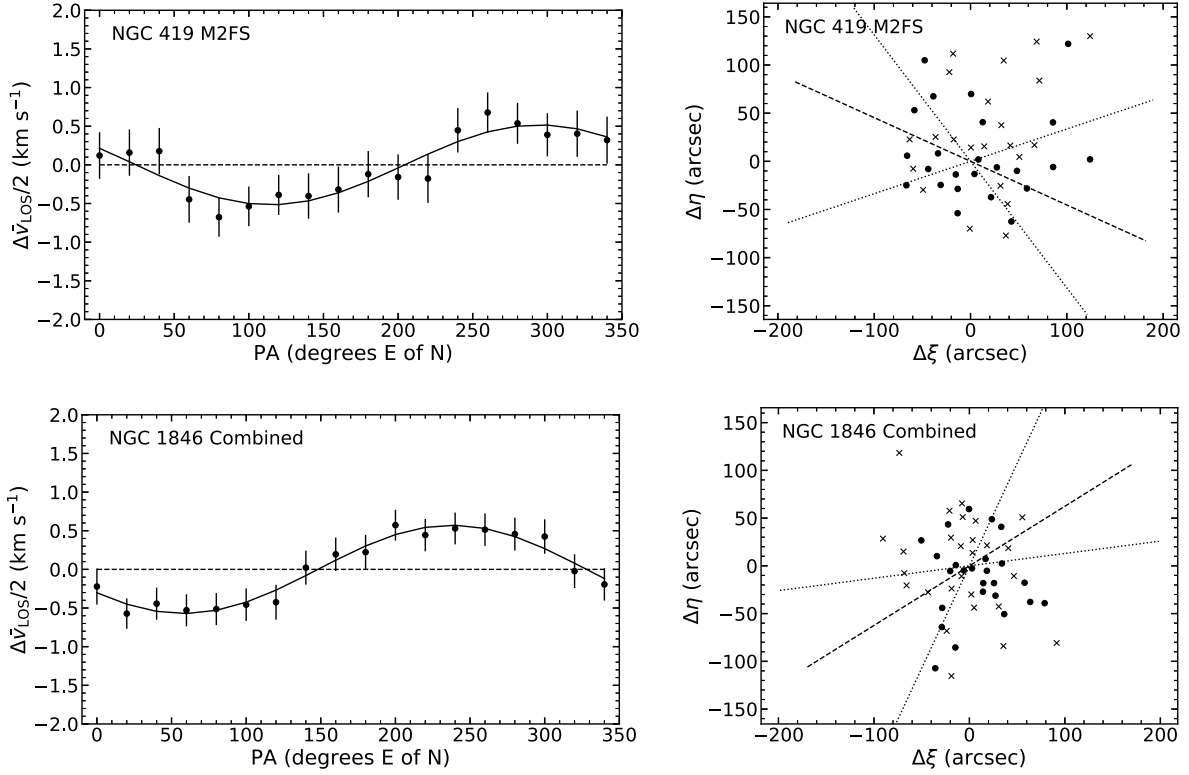 2.0
1.5
1.0
0.5
0.0
−0.5
−1.0
−1.5
−2.0
Δv̄LOS/2 (km s⁻¹)
NGC 419 M2FS
0 50 100 150 200 250 300 350
PA (degrees E of N)
150
100
50
0
−50
−100
−150
Δη (arcsec)
NGC 419 M2FS
−200 −100 0 100 200
Δξ (arcsec)
2.0
1.5
1.0
0.5
0.0
−0.5
−1.0
−1.5
−2.0
Δv̄LOS/2 (km s⁻¹)
NGC 1846 Combined
0 50 100 150 200 250 300 350
PA (degrees E of N)
150
100
50
0
−50
−100
−150
Δη (arcsec)
NGC 1846 Combined
−200 −100 0 100 200
Δξ (arcsec)